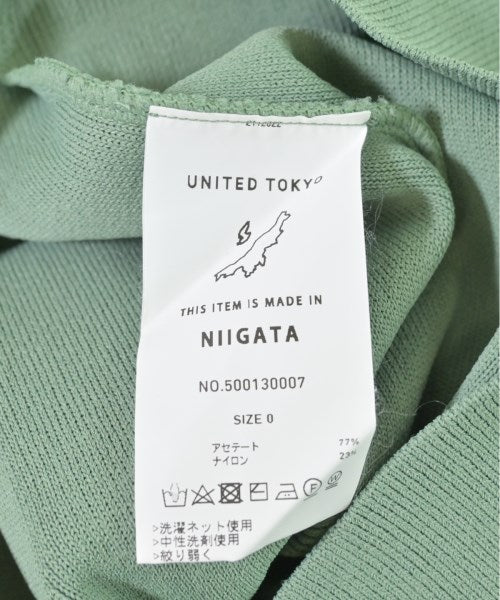 UNITED TOKYO
THIS ITEM IS MADE IN
NIIGATA
NO.500130007
SIZE 0
アセテート 77%
ナイロン 23%
F W
>洗濯ネット使用
>中性洗剤使用
>絞り弱く